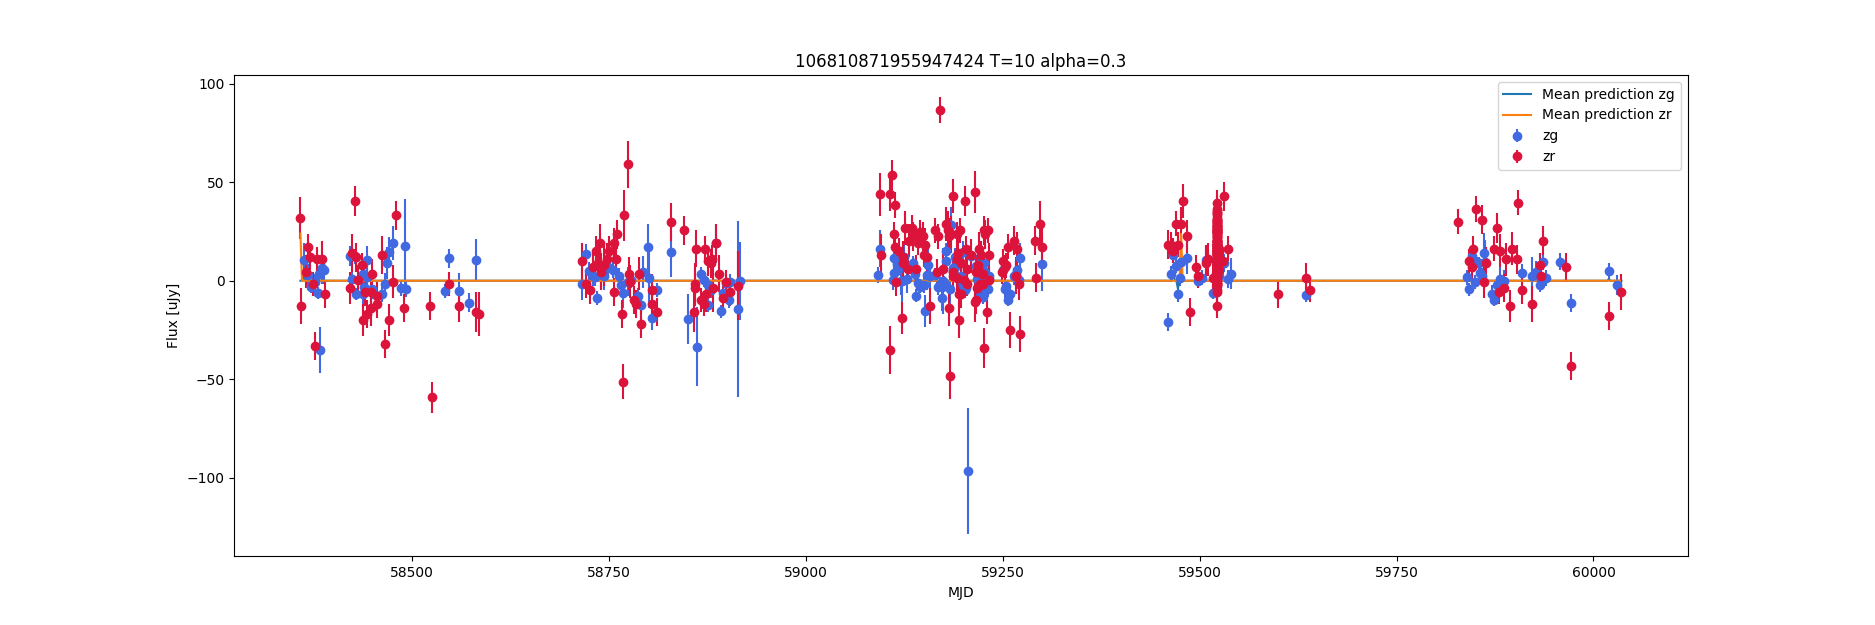 106810871955947424 T=10 alpha=0.3
100
50
0
−50
−100
Flux [uJy]
58500
58750
59000
59250
59500
59750
60000
MJD
Mean prediction zg
Mean prediction zr
zg
zr